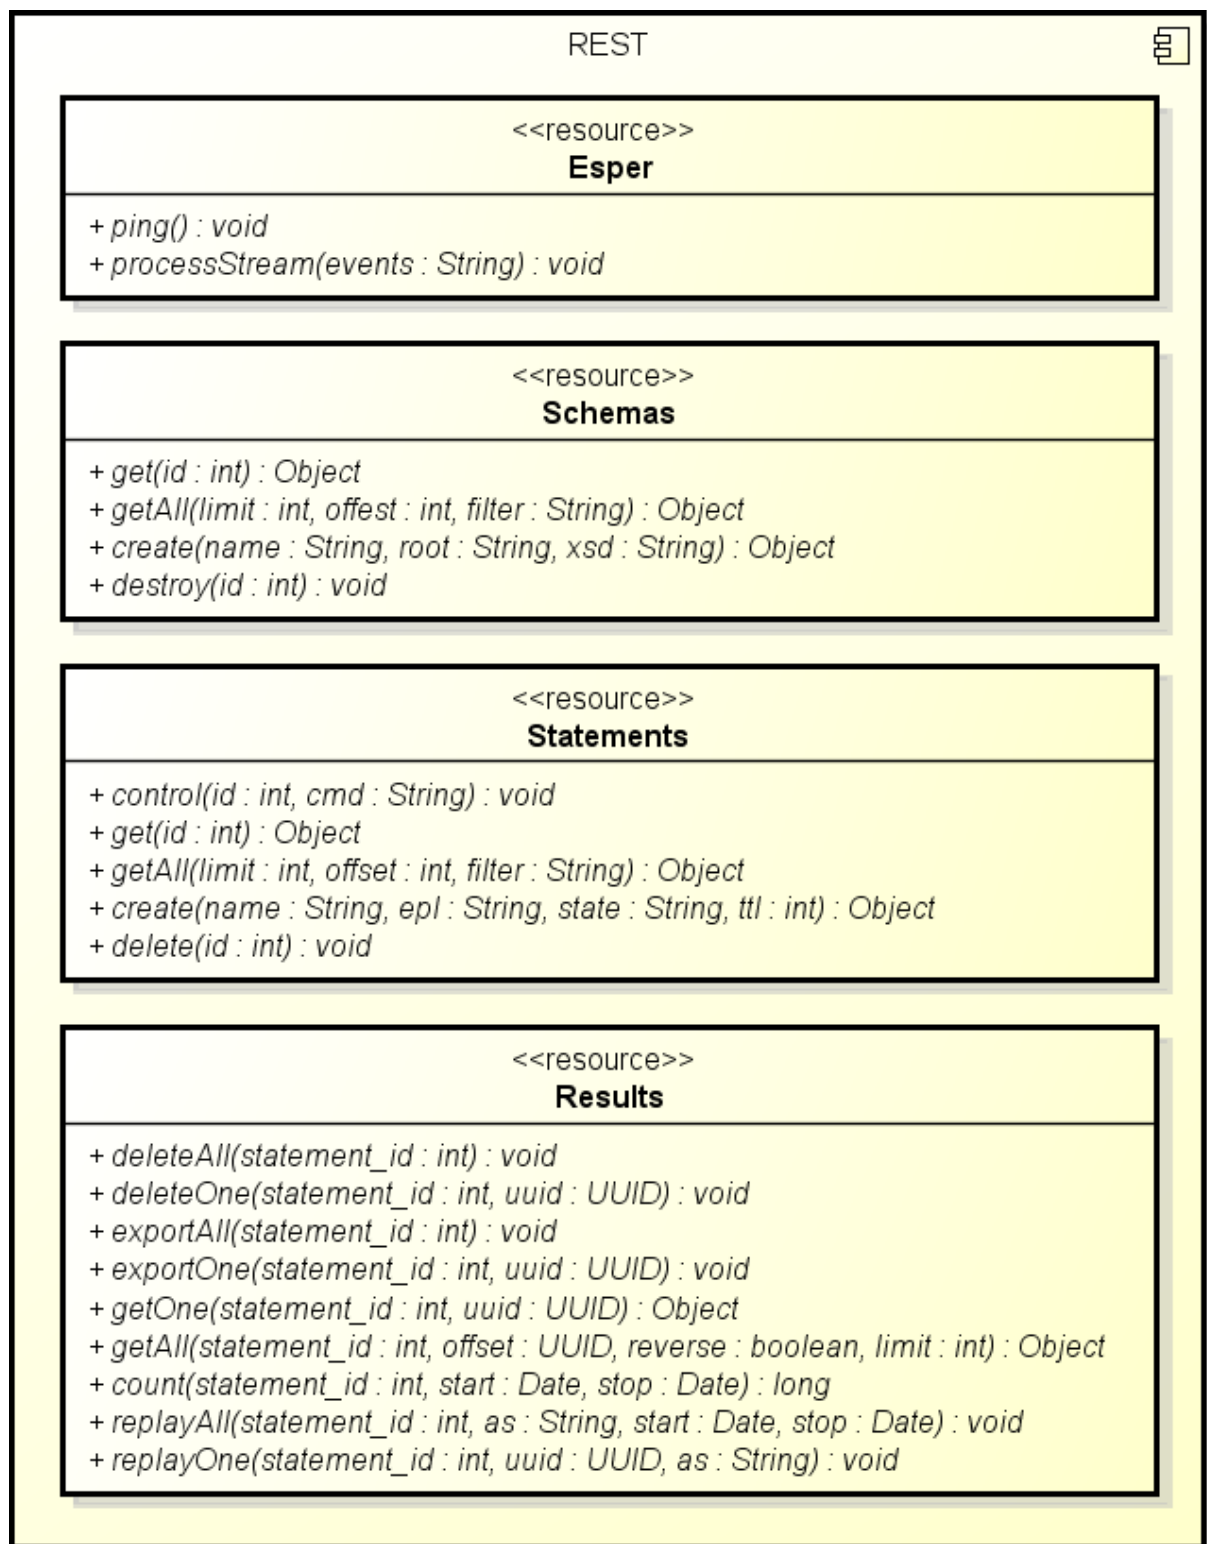 REST
<<resource>>
Esper
+ ping() : void
+ processStream(events : String) : void
<<resource>>
Schemas
+ get(id : int) : Object
+ getAll(limit : int, offest : int, filter : String) : Object
+ create(name : String, root : String, xsd : String) : Object
+ destroy(id : int) : void
<<resource>>
Statements
+ control(id : int, cmd : String) : void
+ get(id : int) : Object
+ getAll(limit : int, offset : int, filter : String) : Object
+ create(name : String, epl : String, state : String, ttl : int) : Object
+ delete(id : int) : void
<<resource>>
Results
+ deleteAll(statement_id : int) : void
+ deleteOne(statement_id : int, uuid : UUID) : void
+ exportAll(statement_id : int) : void
+ exportOne(statement_id : int, uuid : UUID) : void
+ getOne(statement_id : int, uuid : UUID) : Object
+ getAll(statement_id : int, offset : UUID, reverse : boolean, limit : int) : Object
+ count(statement_id : int, start : Date, stop : Date) : long
+ replayAll(statement_id : int, as : String, start : Date, stop : Date) : void
+ replayOne(statement_id : int, uuid : UUID, as : String) : void